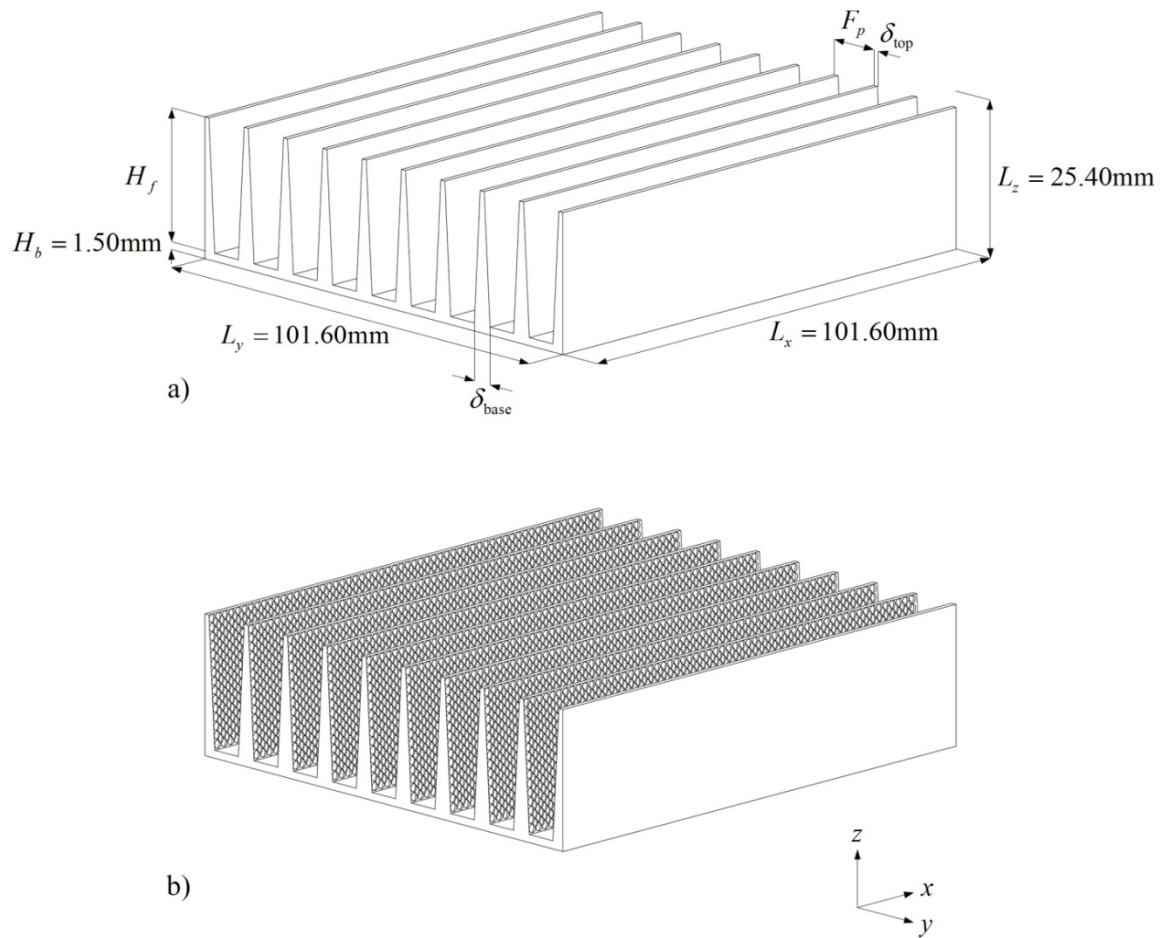 F_p
δ_top
H_f
L_z = 25.40mm
H_b = 1.50mm
L_y = 101.60mm
L_x = 101.60mm
δ_base
a)
z
x
y
b)